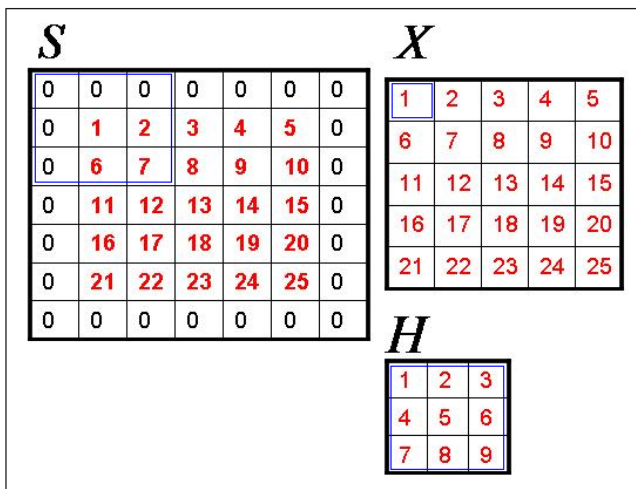 S
0 0 0 0 0 0 0
0 1 2 3 4 5 0
0 6 7 8 9 10 0
0 11 12 13 14 15 0
0 16 17 18 19 20 0
0 21 22 23 24 25 0
0 0 0 0 0 0 0
X
1 2 3 4 5
6 7 8 9 10
11 12 13 14 15
16 17 18 19 20
21 22 23 24 25
H
1 2 3
4 5 6
7 8 9